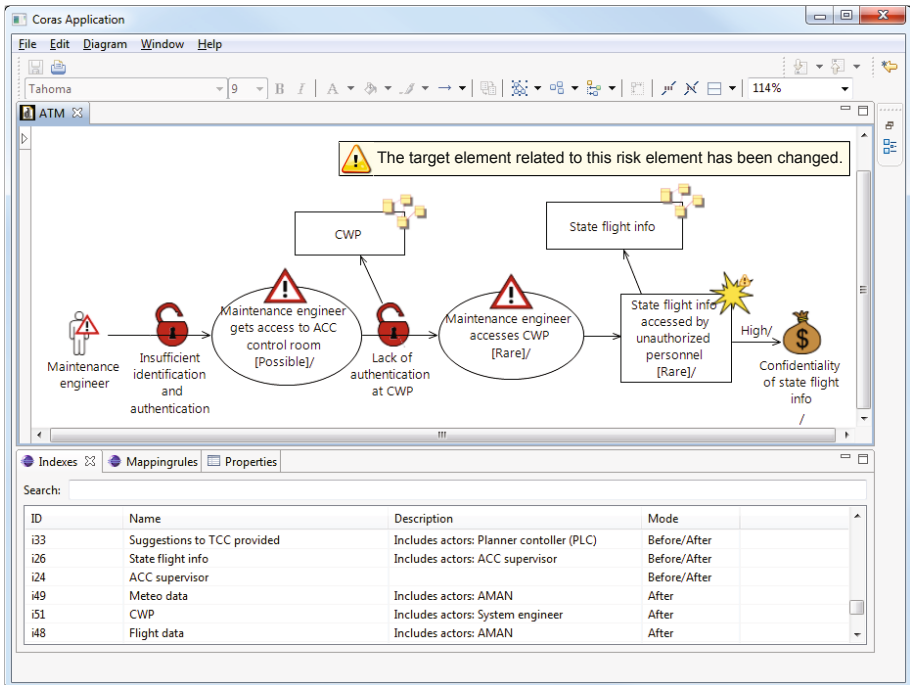 Coras Application
File Edit Diagram Window Help
Tahoma 9 B I A 114%
ATM
The target element related to this risk element has been changed.
CWP
State flight info
Maintenance engineer
Insufficient identification and authentication
Maintenance engineer
gets access to ACC
control room
[Possible]/
Lack of
authentication
at CWP
Maintenance engineer
accesses CWP
[Rare]/
State flight info
accessed by
unauthorized
personnel
[Rare]/
High/
$
Confidentiality
of state flight
info
/
Indexes Mappingrules Properties
Search:
ID Name Description Mode
i33 Suggestions to TCC provided Includes actors: Planner contoller (PLC) Before/After
i26 State flight info Includes actors: ACC supervisor Before/After
i24 ACC supervisor Before/After
i49 Meteo data Includes actors: AMAN After
i51 CWP Includes actors: System engineer After
i48 Flight data Includes actors: AMAN After